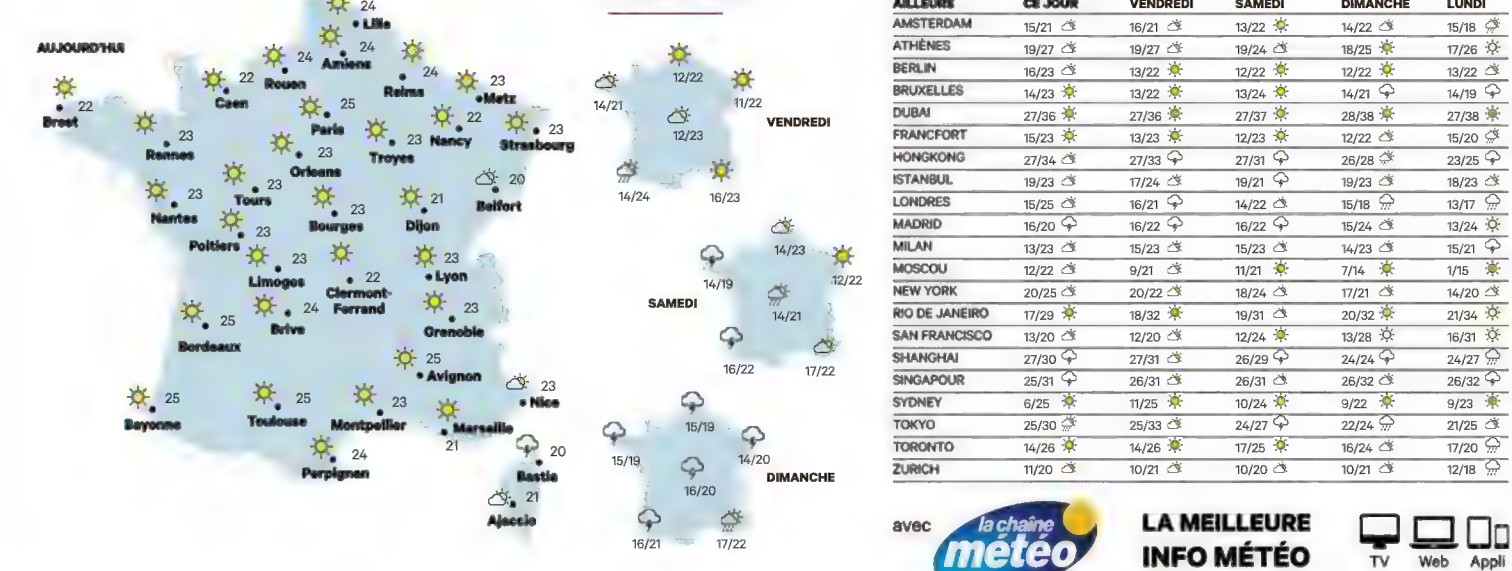 AUJOURD'HUI
24
Lille
24
Amiens
24
Rouen
24
Reims
22
Caen
23
Metz
22
Brest
25
Paris
22
Nancy
23
Strasbourg
23
Rennes
23
Troyes
23
Orléans
20
Belfort
23
Tours
23
Nantes
23
Bourges
21
Dijon
23
Poitiers
23
Limoges
22
Clermont-
Ferrand
23
Lyon
24
Brive
23
Grenoble
25
Bordeaux
25
Avignon
23
Nice
25
Bayonne
25
Toulouse
23
Montpellier
Marseille
21
24
Perpignan
20
Bastia
21
Ajaccio
VENDREDI
12/22
14/21
11/22
12/23
14/24
16/23
SAMEDI
14/23
14/19
12/22
14/21
16/22
17/22
DIMANCHE
15/19
15/19
14/20
16/20
16/21
17/22
AILLEURS CE JOUR VENDREDI SAMEDI DIMANCHE LUNDI
AMSTERDAM 15/21 16/21 13/22 14/22 15/18
ATHÈNES 19/27 19/27 19/24 18/25 17/26
BERLIN 16/23 13/22 12/22 12/22 13/22
BRUXELLES 14/23 13/22 13/24 14/21 14/19
DUBAI 27/36 27/36 27/37 28/38 27/38
FRANCFORT 15/23 13/23 12/23 12/22 15/20
HONGKONG 27/34 27/33 27/31 26/28 23/25
ISTANBUL 19/23 17/24 19/21 19/23 18/23
LONDRES 15/25 16/21 14/22 15/18 13/17
MADRID 16/20 16/22 16/22 15/24 13/24
MILAN 13/23 15/23 15/23 14/23 15/21
MOSCOU 12/22 9/21 11/21 7/14 1/15
NEW YORK 20/25 20/22 18/24 17/21 14/20
RIO DE JANEIRO 17/29 18/32 19/31 20/32 21/34
SAN FRANCISCO 13/20 12/20 12/24 13/28 16/31
SHANGHAI 27/30 27/31 26/29 24/24 24/27
SINGAPOUR 25/31 26/31 26/31 26/32 26/32
SYDNEY 6/25 11/25 10/24 9/22 9/23
TOKYO 25/30 25/33 24/27 22/24 21/25
TORONTO 14/26 14/26 17/25 16/24 17/20
ZURICH 11/20 10/21 10/20 10/21 12/18
avec
la chaîne
météo
LA MEILLEURE
INFO MÉTÉO
TV Web Appli